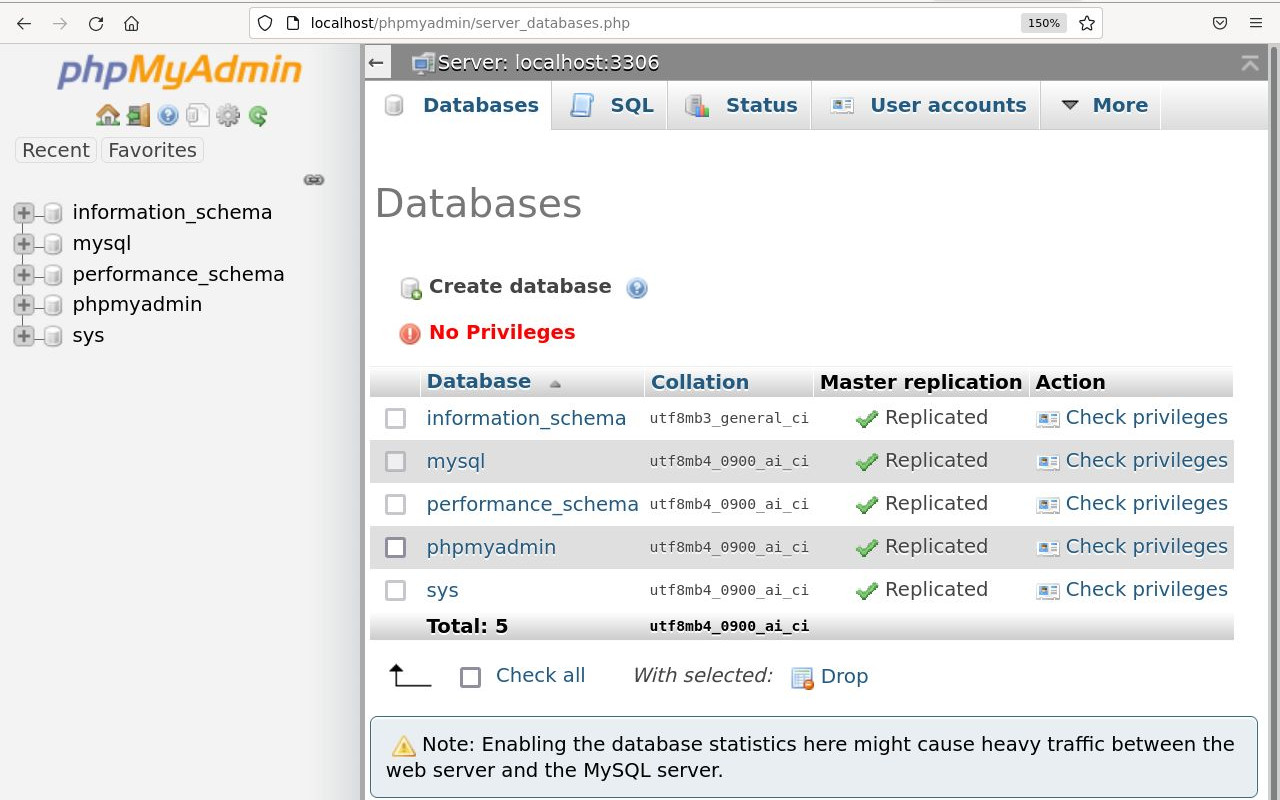 localhost/phpmyadmin/server_databases.php 150%
phpMyAdmin
Recent Favorites
information_schema
mysql
performance_schema
phpmyadmin
sys
Server: localhost:3306
Databases SQL Status User accounts More
Databases
Create database
No Privileges
Database Collation Master replication Action
information_schema utf8mb3_general_ci Replicated Check privileges
mysql utf8mb4_0900_ai_ci Replicated Check privileges
performance_schema utf8mb4_0900_ai_ci Replicated Check privileges
phpmyadmin utf8mb4_0900_ai_ci Replicated Check privileges
sys utf8mb4_0900_ai_ci Replicated Check privileges
Total: 5 utf8mb4_0900_ai_ci
Check all With selected: Drop
Note: Enabling the database statistics here might cause heavy traffic between the
web server and the MySQL server.